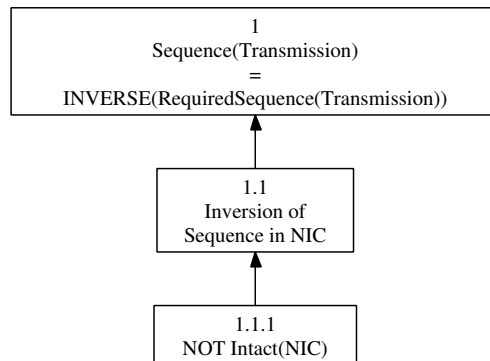 1
Sequence(Transmission)
=
INVERSE(RequiredSequence(Transmission))
1.1
Inversion of
Sequence in NIC
1.1.1
NOT Intact(NIC)